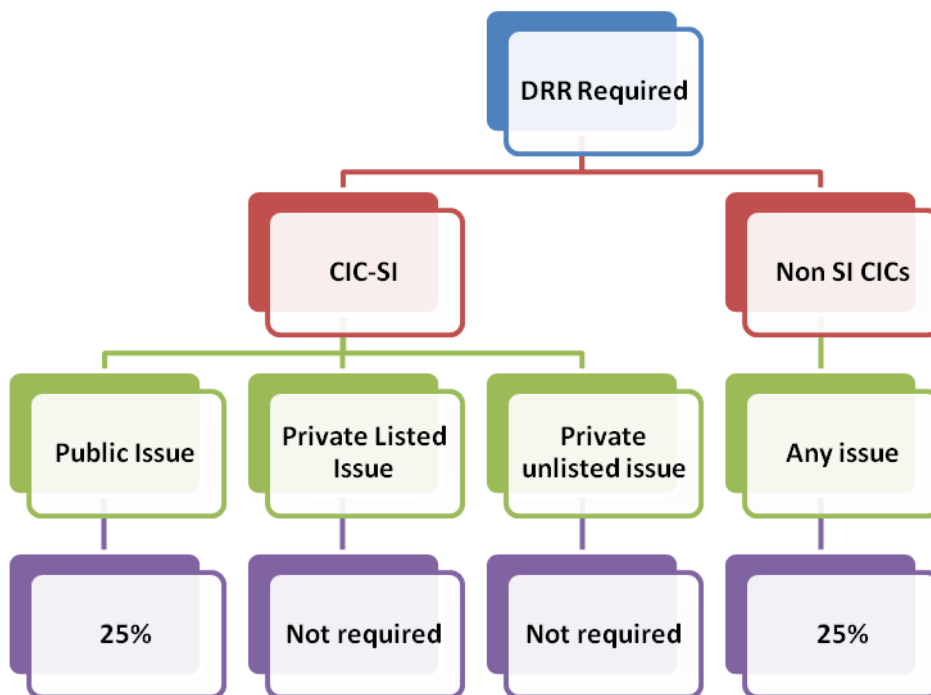 DRR Required
CIC-SI
Non SI CICs
Public Issue
Private Listed
Issue
Private
unlisted issue
Any issue
25%
Not required
Not required
25%